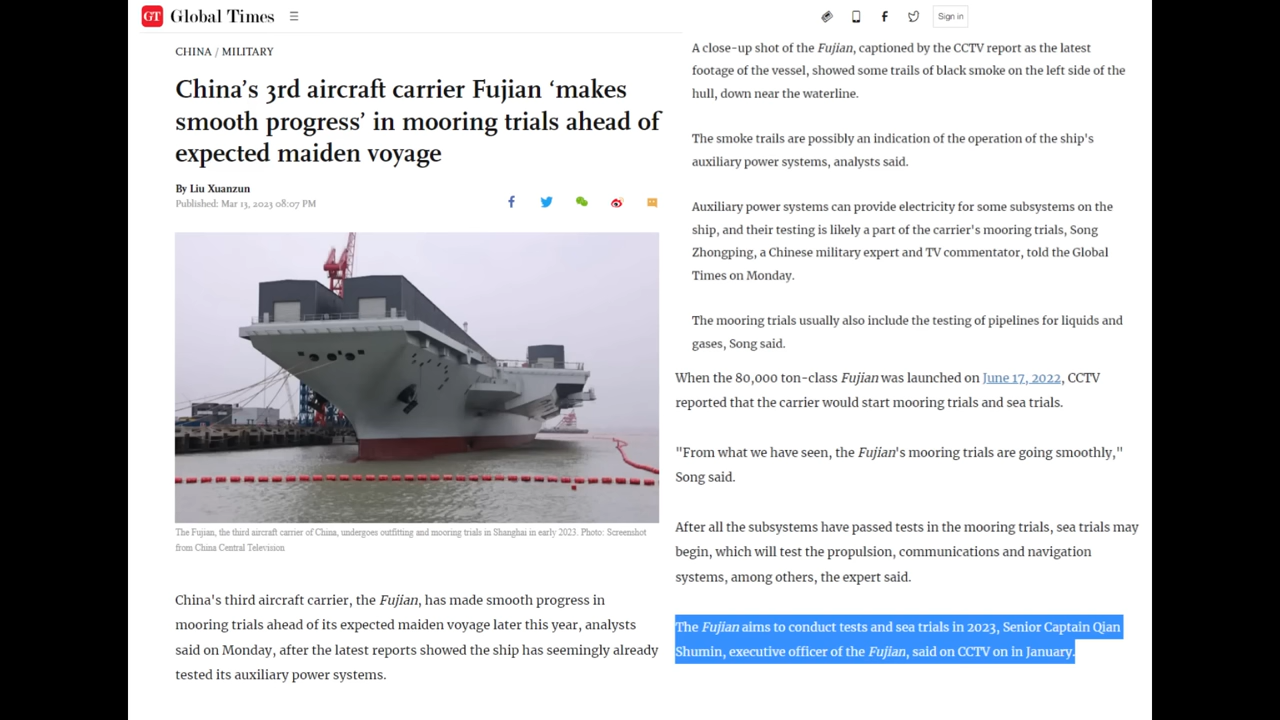 GT Global Times
Sign in
CHINA / MILITARY
China's 3rd aircraft carrier Fujian ‘makes
smooth progress’ in mooring trials ahead of
expected maiden voyage
By Liu Xuanzun
Published: Mar 13, 2023 08:07 PM
The Fujian, the third aircraft carrier of China, undergoes outfitting and mooring trials in Shanghai in early 2023. Photo: Screenshot
from China Central Television
China's third aircraft carrier, the Fujian, has made smooth progress in
mooring trials ahead of its expected maiden voyage later this year, analysts
said on Monday, after the latest reports showed the ship has seemingly already
tested its auxiliary power systems.
A close-up shot of the Fujian, captioned by the CCTV report as the latest
footage of the vessel, showed some trails of black smoke on the left side of the
hull, down near the waterline.
The smoke trails are possibly an indication of the operation of the ship's
auxiliary power systems, analysts said.
Auxiliary power systems can provide electricity for some subsystems on the
ship, and their testing is likely a part of the carrier's mooring trials, Song
Zhongping, a Chinese military expert and TV commentator, told the Global
Times on Monday.
The mooring trials usually also include the testing of pipelines for liquids and
gases, Song said.
When the 80,000 ton-class Fujian was launched on June 17, 2022, CCTV
reported that the carrier would start mooring trials and sea trials.
"From what we have seen, the Fujian's mooring trials are going smoothly,"
Song said.
After all the subsystems have passed tests in the mooring trials, sea trials may
begin, which will test the propulsion, communications and navigation
systems, among others, the expert said.
The Fujian aims to conduct tests and sea trials in 2023, Senior Captain Qian
Shumin, executive officer of the Fujian, said on CCTV on in January.